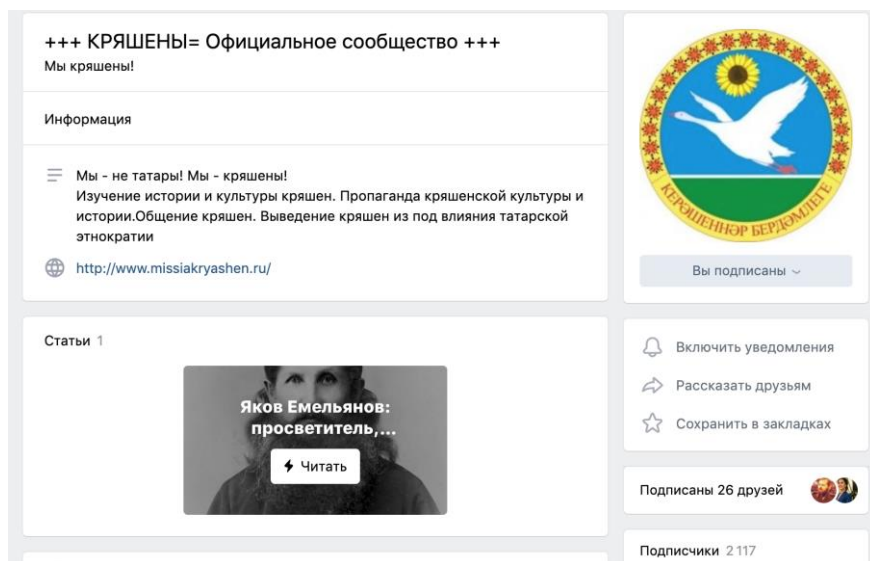 +++ КРЯШЕНЫ= Официальное сообщество +++
Мы кряшены!
Информация
Мы - не татары! Мы - кряшены!
Изучение истории и культуры кряшен. Пропаганда кряшенской культуры и
истории.Общение кряшен. Выведение кряшен из под влияния татарской
этнократии
http://www.missiakryashen.ru/
Статьи 1
Яков Емельянов:
просветитель,...
Читать
КЕРӘШЕННӘР БЕРДӘМЛЕГЕ
Вы подписаны
Включить уведомления
Рассказать друзьям
Сохранить в закладках
Подписаны 26 друзей
Подписчики 2 117